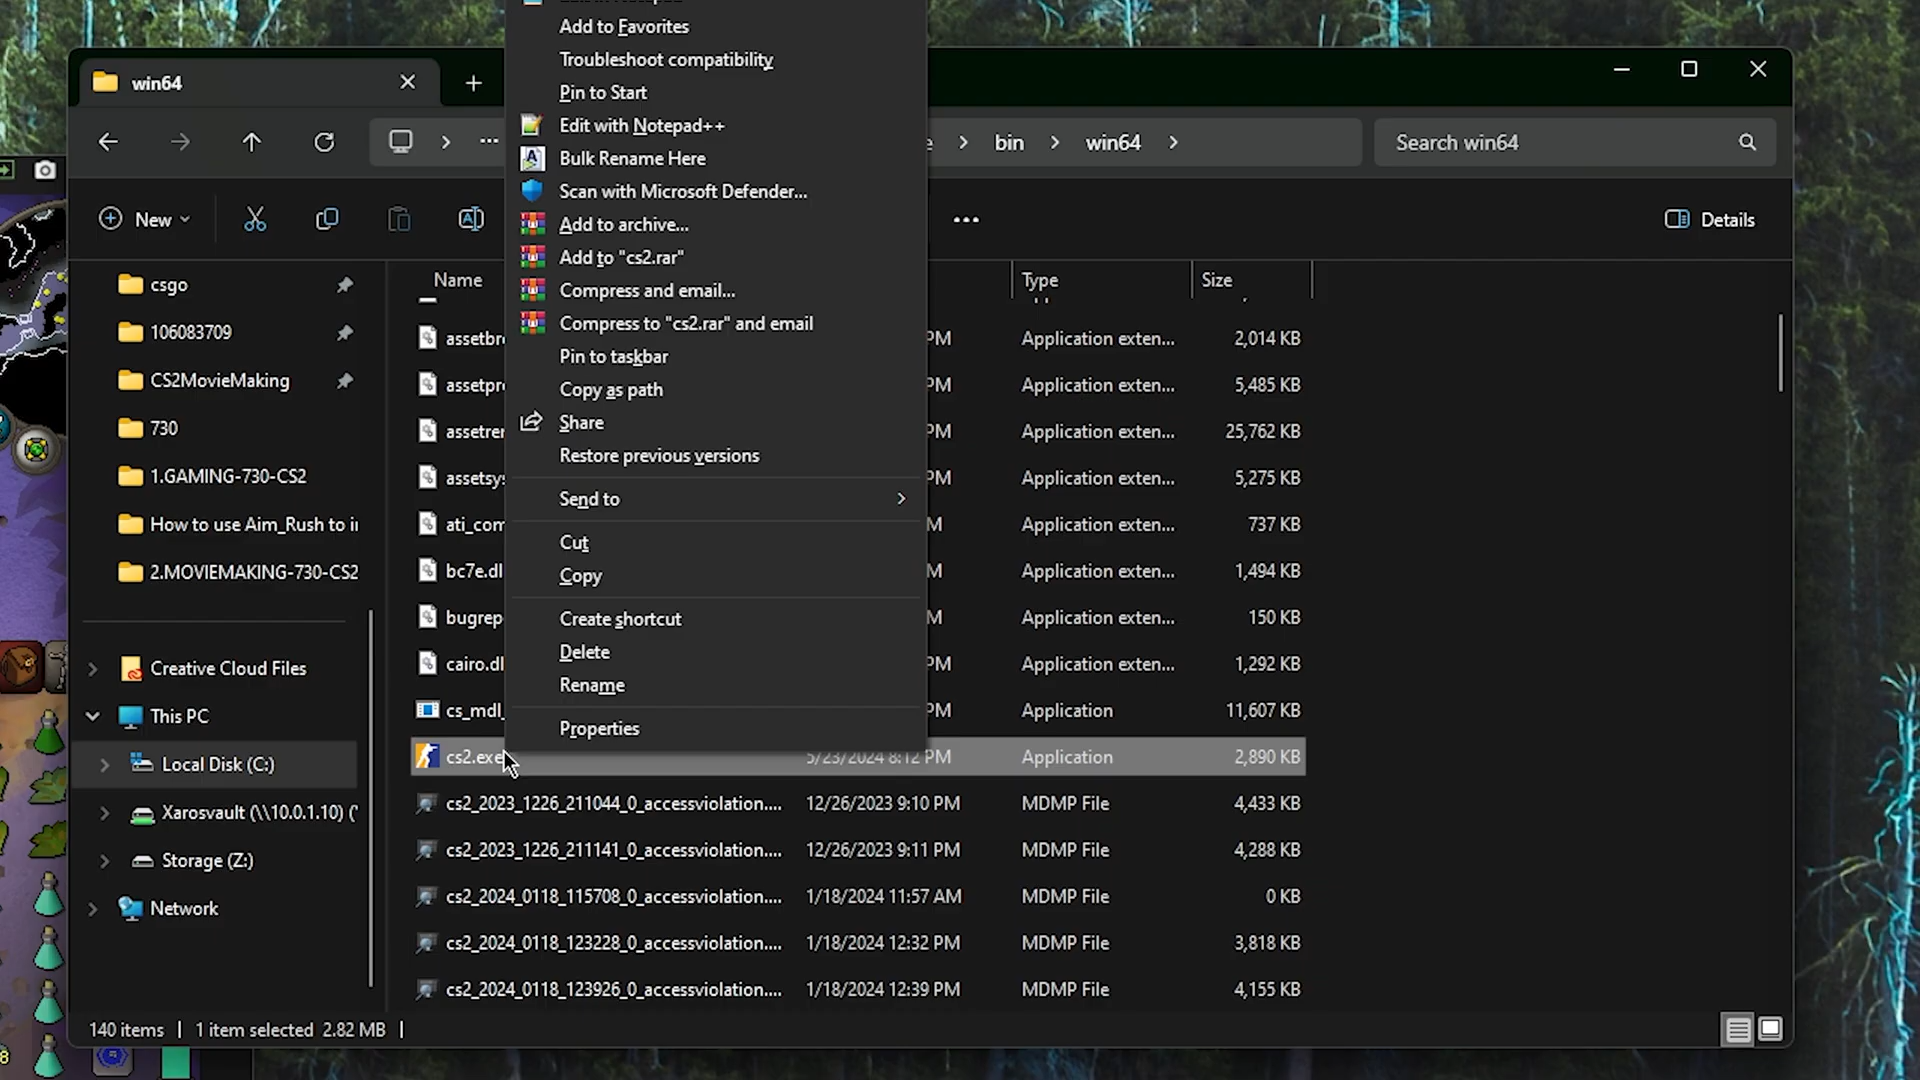 Add to Favorites
Troubleshoot compatibility
Pin to Start
Edit with Notepad++
Bulk Rename Here
Scan with Microsoft Defender...
Add to archive...
Add to "cs2.rar"
Compress and email...
Compress to "cs2.rar" and email
Pin to taskbar
Copy as path
Share
Restore previous versions
Send to
Cut
Copy
Create shortcut
Delete
Rename
Properties
win64
e > bin > win64 >
Search win64
New
Details
csgo
106083709
CS2MovieMaking
730
1.GAMING-730-CS2
How to use Aim_Rush to i
2.MOVIEMAKING-730-CS2
Creative Cloud Files
This PC
Local Disk (C:)
Xarosvault (\\10.0.1.10) (
Storage (Z:)
Network
Name Type Size
assetbr PM Application exten... 2,014 KB
assetpr PM Application exten... 5,485 KB
assetrer PM Application exten... 25,762 KB
assetsy PM Application exten... 5,275 KB
ati_com M Application exten... 737 KB
bc7e.dl M Application exten... 1,494 KB
bugrep M Application exten... 150 KB
cairo.dl PM Application exten... 1,292 KB
cs_mdl_ PM Application 11,607 KB
cs2.exe 5/23/2024 8:12 PM Application 2,890 KB
cs2_2023_1226_211044_0_accessviolation.... 12/26/2023 9:10 PM MDMP File 4,433 KB
cs2_2023_1226_211141_0_accessviolation.... 12/26/2023 9:11 PM MDMP File 4,288 KB
cs2_2024_0118_115708_0_accessviolation.... 1/18/2024 11:57 AM MDMP File 0 KB
cs2_2024_0118_123228_0_accessviolation.... 1/18/2024 12:32 PM MDMP File 3,818 KB
cs2_2024_0118_123926_0_accessviolation.... 1/18/2024 12:39 PM MDMP File 4,155 KB
140 items | 1 item selected 2.82 MB |
8